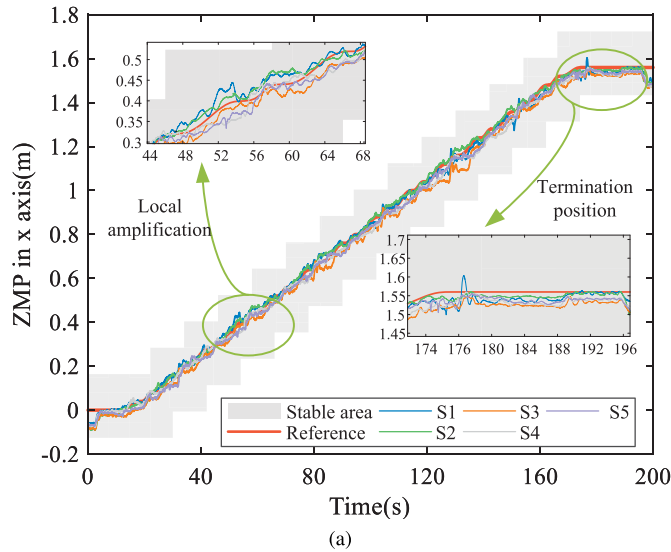 1.8
1.6
1.4
1.2
1
0.8
0.6
0.4
0.2
0
-0.2
ZMP in x axis(m)
0.5
0.4
0.4
0.3
0.3
44 48 52 56 60 64 68
Local
amplification
Termination
position
1.7
1.6
1.6
1.55
1.5
1.45
174 176 180 184 188 192 196
Stable area S1 S3 S5
Reference S2 S4
0 40 80 120 160 200
Time(s)
(a)